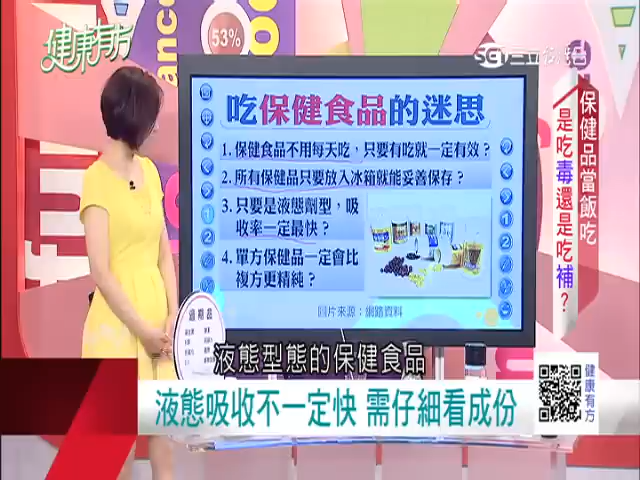 健康有方
53%
保健品當飯吃
是吃毒還是吃補?
吃保健食品的迷思
1. 保健食品不用每天吃，只要有吃就一定有效?
2. 所有保健品只要放入冰箱就能妥善保存?
3. 只要是液態劑型，吸
收率一定最快?
4. 單方保健品一定會比
複方更精純?
圖片來源：網路資料
液態型態的保健食品
液態吸收不一定快 需仔細看成份
健康有方